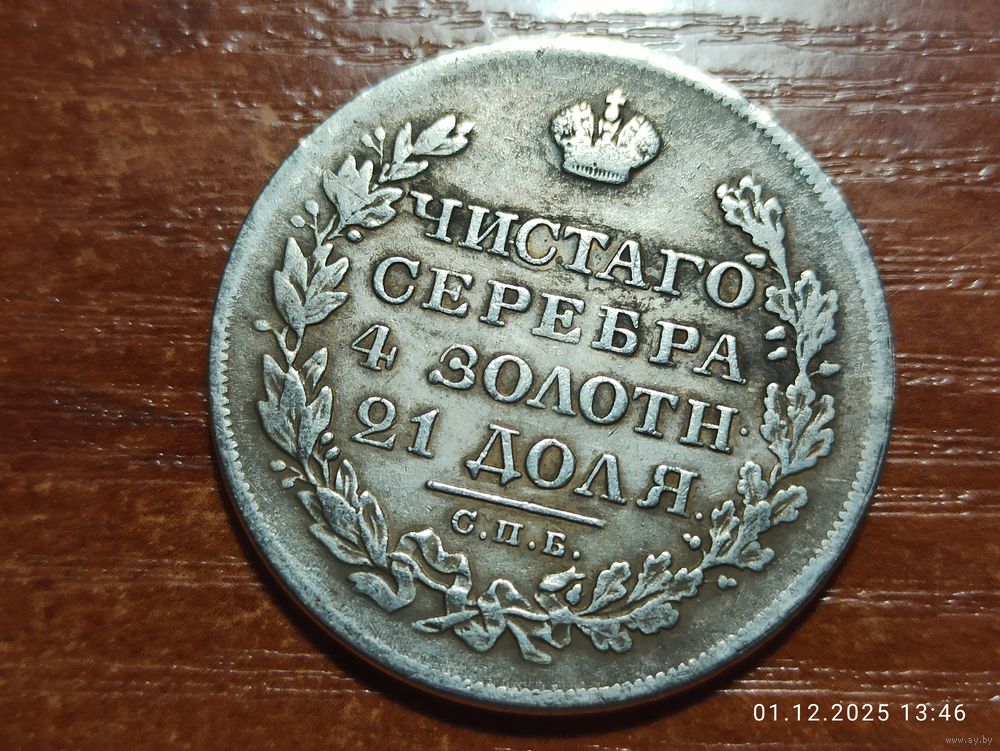 ЧИСТАГО
СЕРЕБРА
4 ЗОЛОТН.
21 ДОЛЯ.
С.П.Б.
01.12.2025 13:46
www.ay.by